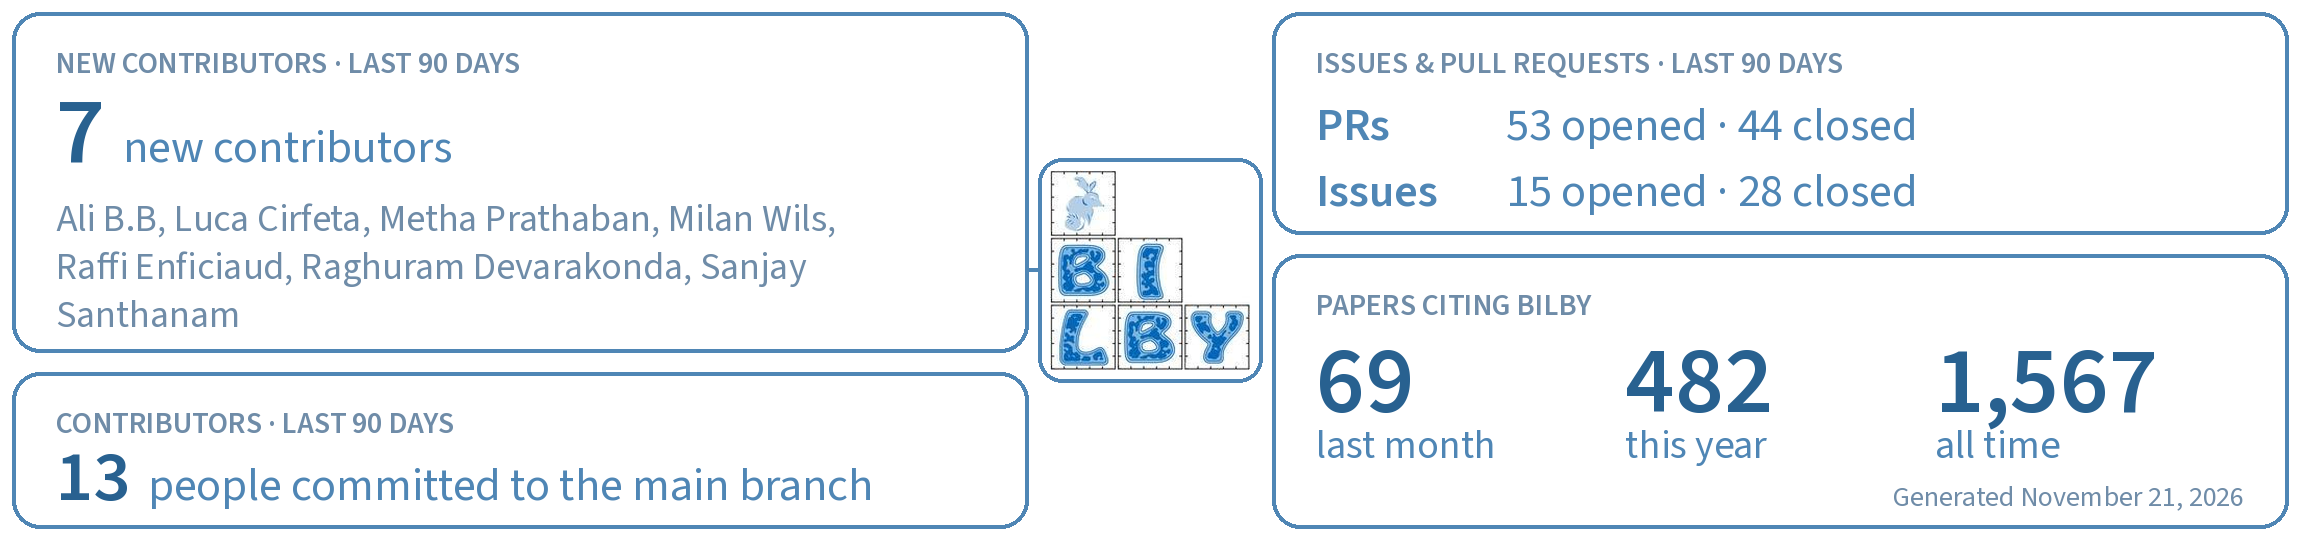 NEW CONTRIBUTORS · LAST 90 DAYS
7 new contributors
Ali B.B, Luca Cirfeta, Metha Prathaban, Milan Wils,
Raffi Enficiaud, Raghuram Devarakonda, Sanjay
Santhanam
CONTRIBUTORS · LAST 90 DAYS
13 people committed to the main branch
B I
L B Y
ISSUES & PULL REQUESTS · LAST 90 DAYS
PRs 53 opened · 44 closed
Issues 15 opened · 28 closed
PAPERS CITING BILBY
69 482 1,567
last month this year all time
Generated November 21, 2026